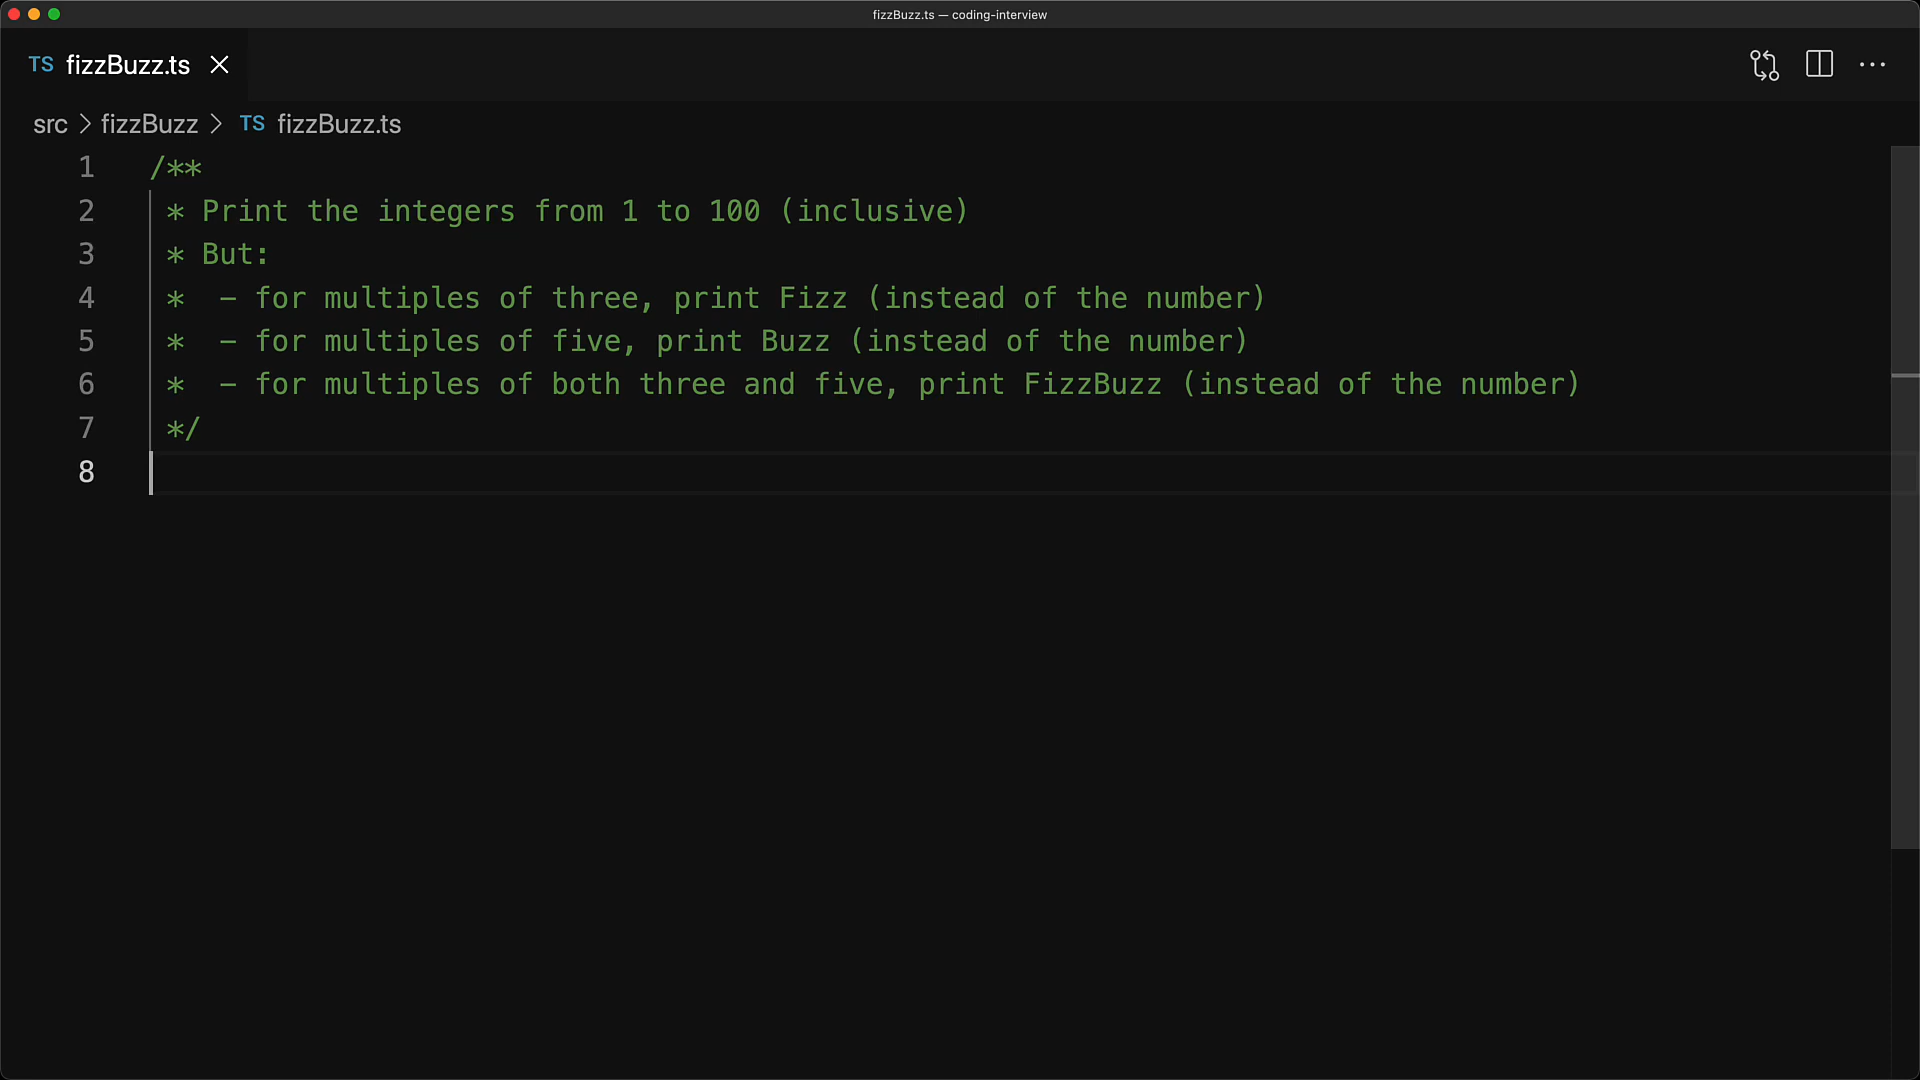 fizzBuzz.ts — coding-interview
TS fizzBuzz.ts
src > fizzBuzz > TS fizzBuzz.ts
1 /**
2 * Print the integers from 1 to 100 (inclusive)
3 * But:
4 *  - for multiples of three, print Fizz (instead of the number)
5 *  - for multiples of five, print Buzz (instead of the number)
6 *  - for multiples of both three and five, print FizzBuzz (instead of the number)
7 */
8